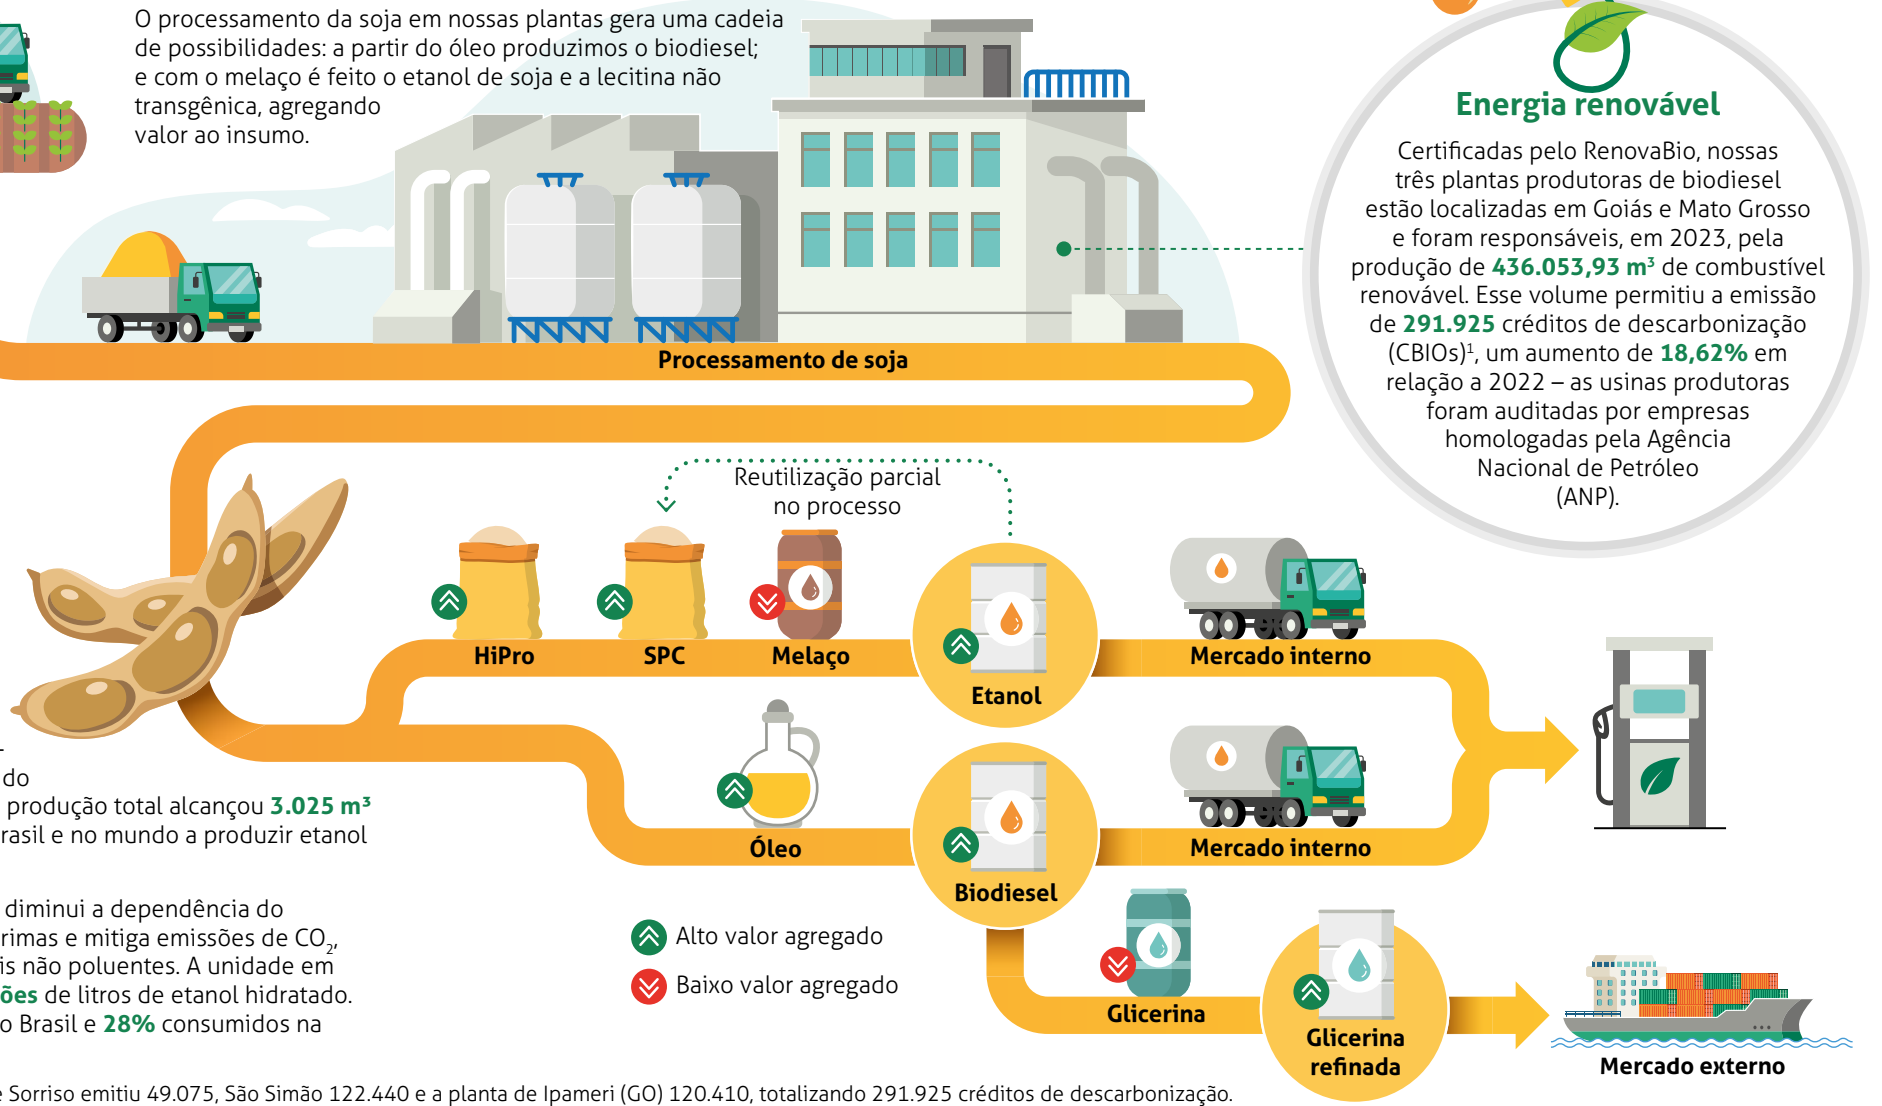 O processamento da soja em nossas plantas gera uma cadeia
de possibilidades: a partir do óleo produzimos o biodiesel;
e com o melaço é feito o etanol de soja e a lecitina não
transgênica, agregando
valor ao insumo.
Energia renovável
Certificadas pelo RenovaBio, nossas
três plantas produtoras de biodiesel
estão localizadas em Goiás e Mato Grosso
e foram responsáveis, em 2023, pela
produção de 436.053,93 m³ de combustível
renovável. Esse volume permitiu a emissão
de 291.925 créditos de descarbonização
(CBIOs)¹, um aumento de 18,62% em
relação a 2022 – as usinas produtoras
foram auditadas por empresas
homologadas pela Agência
Nacional de Petróleo
(ANP).
Processamento de soja
Reutilização parcial
no processo
HiPro
SPC
Melaço
Etanol
Mercado interno
Óleo
Biodiesel
Mercado interno
do
produção total alcançou 3.025 m³
rasil e no mundo a produzir etanol
diminui a dependência do
rimas e mitiga emissões de CO₂,
is não poluentes. A unidade em
ões de litros de etanol hidratado.
o Brasil e 28% consumidos na
Alto valor agregado
Baixo valor agregado
Glicerina
Glicerina
refinada
Mercado externo
e Sorriso emitiu 49.075, São Simão 122.440 e a planta de Ipameri (GO) 120.410, totalizando 291.925 créditos de descarbonização.